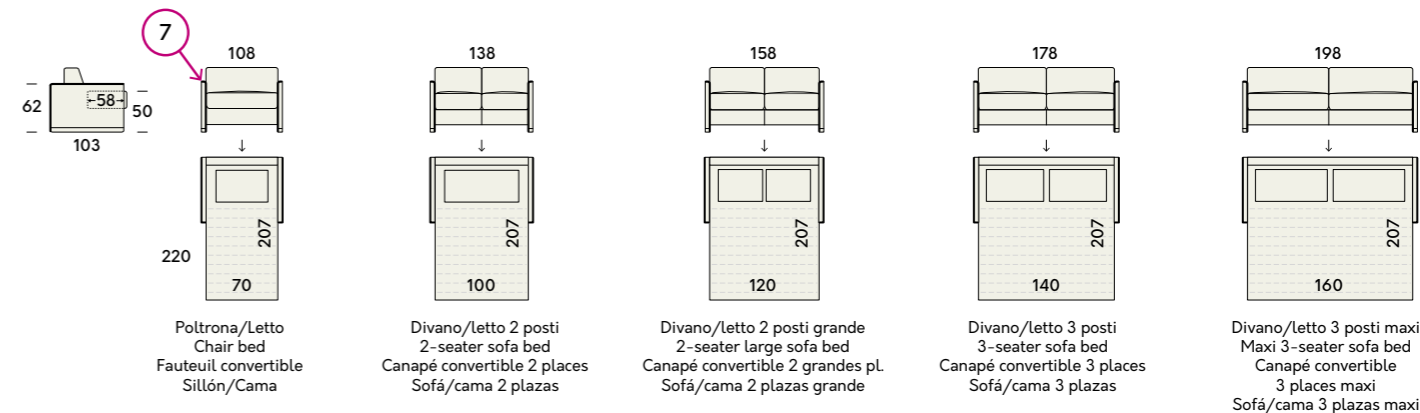 7
108
138
158
178
198
62
58
50
103
207
207
207
207
207
220
70
100
120
140
160
Poltrona/Letto
Chair bed
Fauteuil convertible
Sillón/Cama
Divano/letto 2 posti
2-seater sofa bed
Canapé convertible 2 places
Sofá/cama 2 plazas
Divano/letto 2 posti grande
2-seater large sofa bed
Canapé convertible 2 grandes pl.
Sofá/cama 2 plazas grande
Divano/letto 3 posti
3-seater sofa bed
Canapé convertible 3 places
Sofá/cama 3 plazas
Divano/letto 3 posti maxi
Maxi 3-seater sofa bed
Canapé convertible
3 places maxi
Sofá/cama 3 plazas maxi